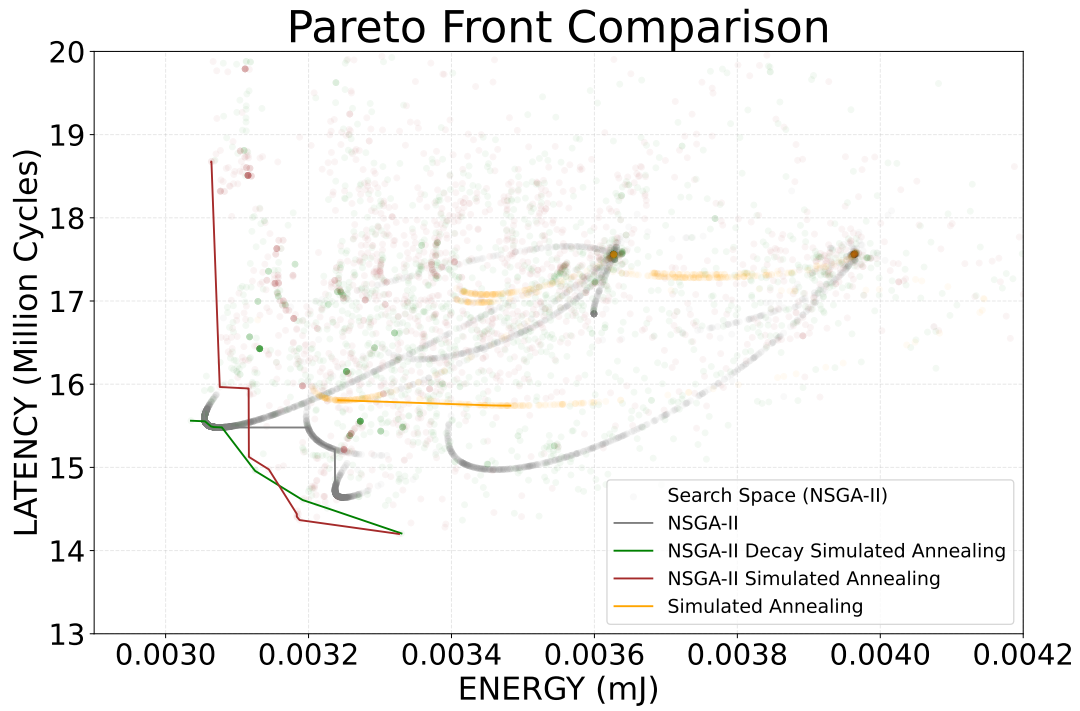 Pareto Front Comparison
LATENCY (Million Cycles)
20
19
18
17
16
15
14
13
Search Space (NSGA-II)
NSGA-II
NSGA-II Decay Simulated Annealing
NSGA-II Simulated Annealing
Simulated Annealing
0.0030 0.0032 0.0034 0.0036 0.0038 0.0040 0.0042
ENERGY (mJ)